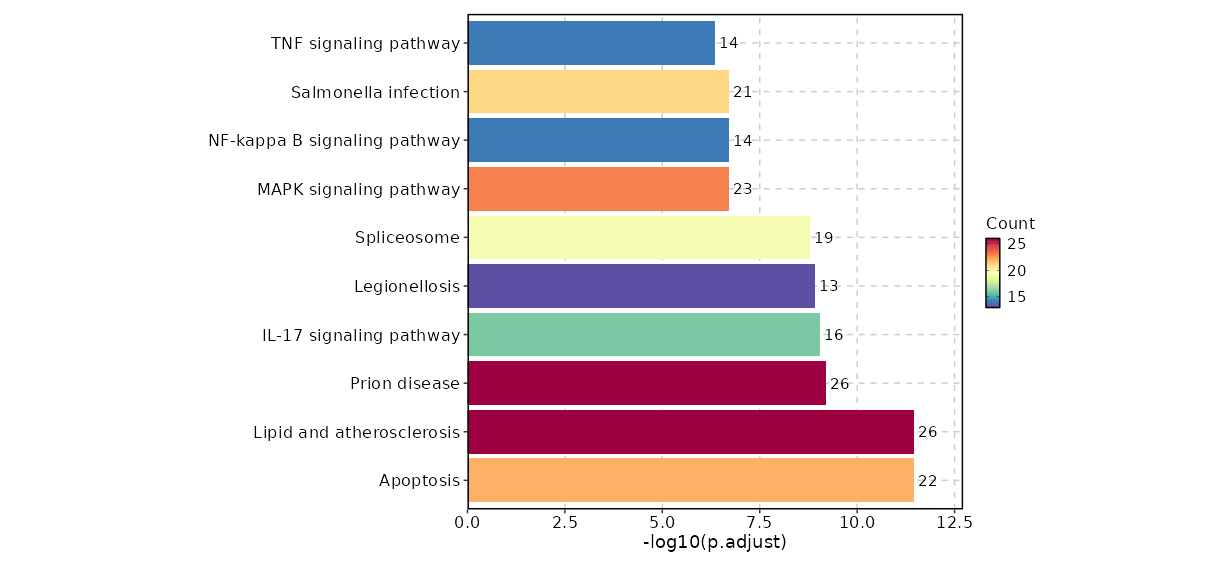 TNF signaling pathway 14
Salmonella infection 21
NF-kappa B signaling pathway 14
MAPK signaling pathway 23
Spliceosome 19
Legionellosis 13
IL-17 signaling pathway 16
Prion disease 26
Lipid and atherosclerosis 26
Apoptosis 22
0.0 2.5 5.0 7.5 10.0 12.5
-log10(p.adjust)
Count
25
20
15